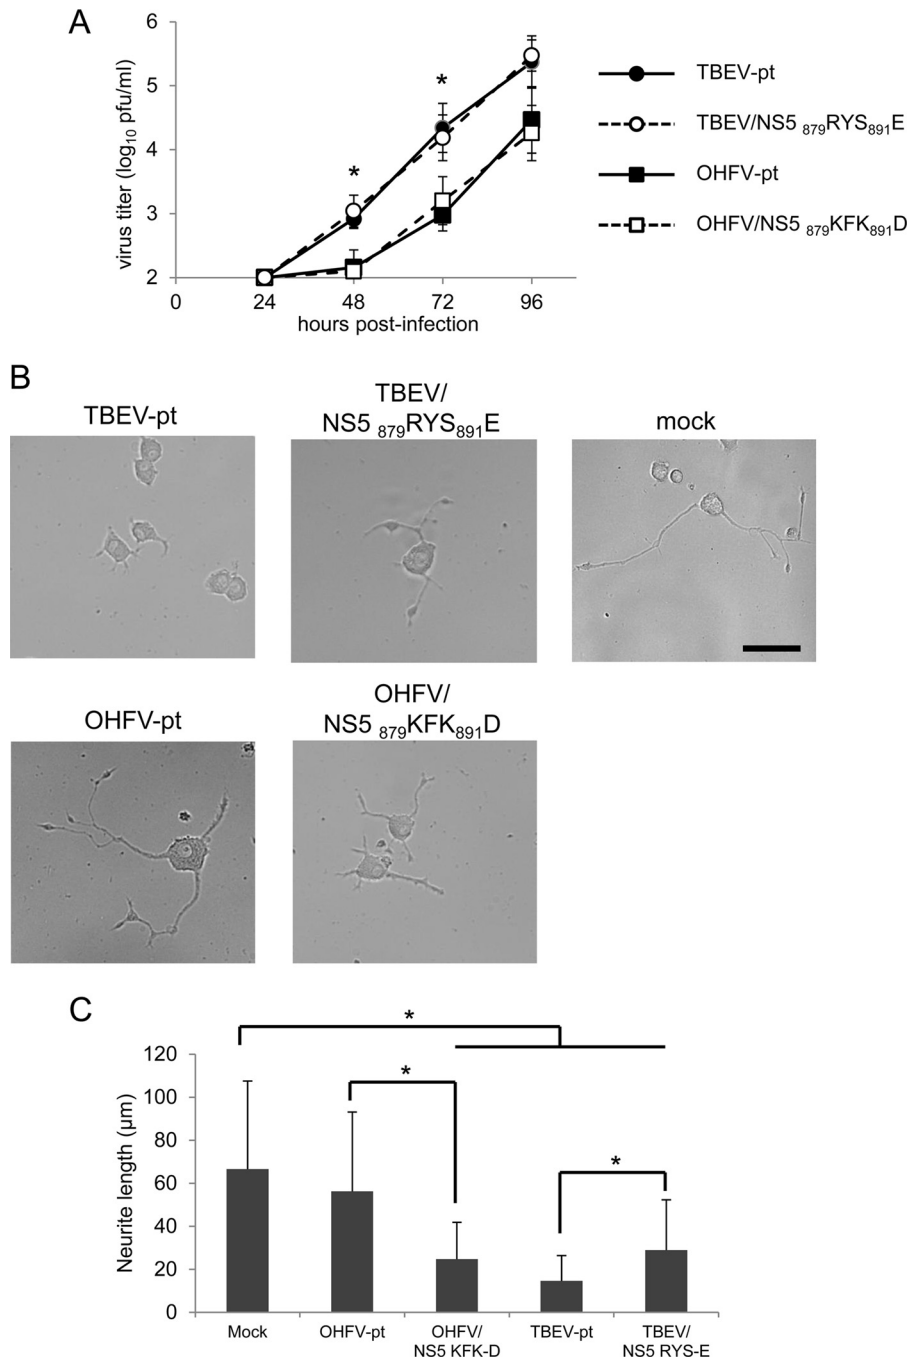 A
6
5
4
3
2
virus titer (log10 pfu/ml)
*
*
0
24
48
72
96
hours post-infection
TBEV-pt
TBEV/NS5 879RYS891E
OHFV-pt
OHFV/NS5 879KFK891D
B
TBEV-pt
TBEV/
NS5 879RYS891E
mock
OHFV-pt
OHFV/
NS5 879KFK891D
C
*
*
*
120
100
80
60
40
20
0
Neurite length (µm)
Mock
OHFV-pt
OHFV/
NS5 KFK-D
TBEV-pt
TBEV/
NS5 RYS-E